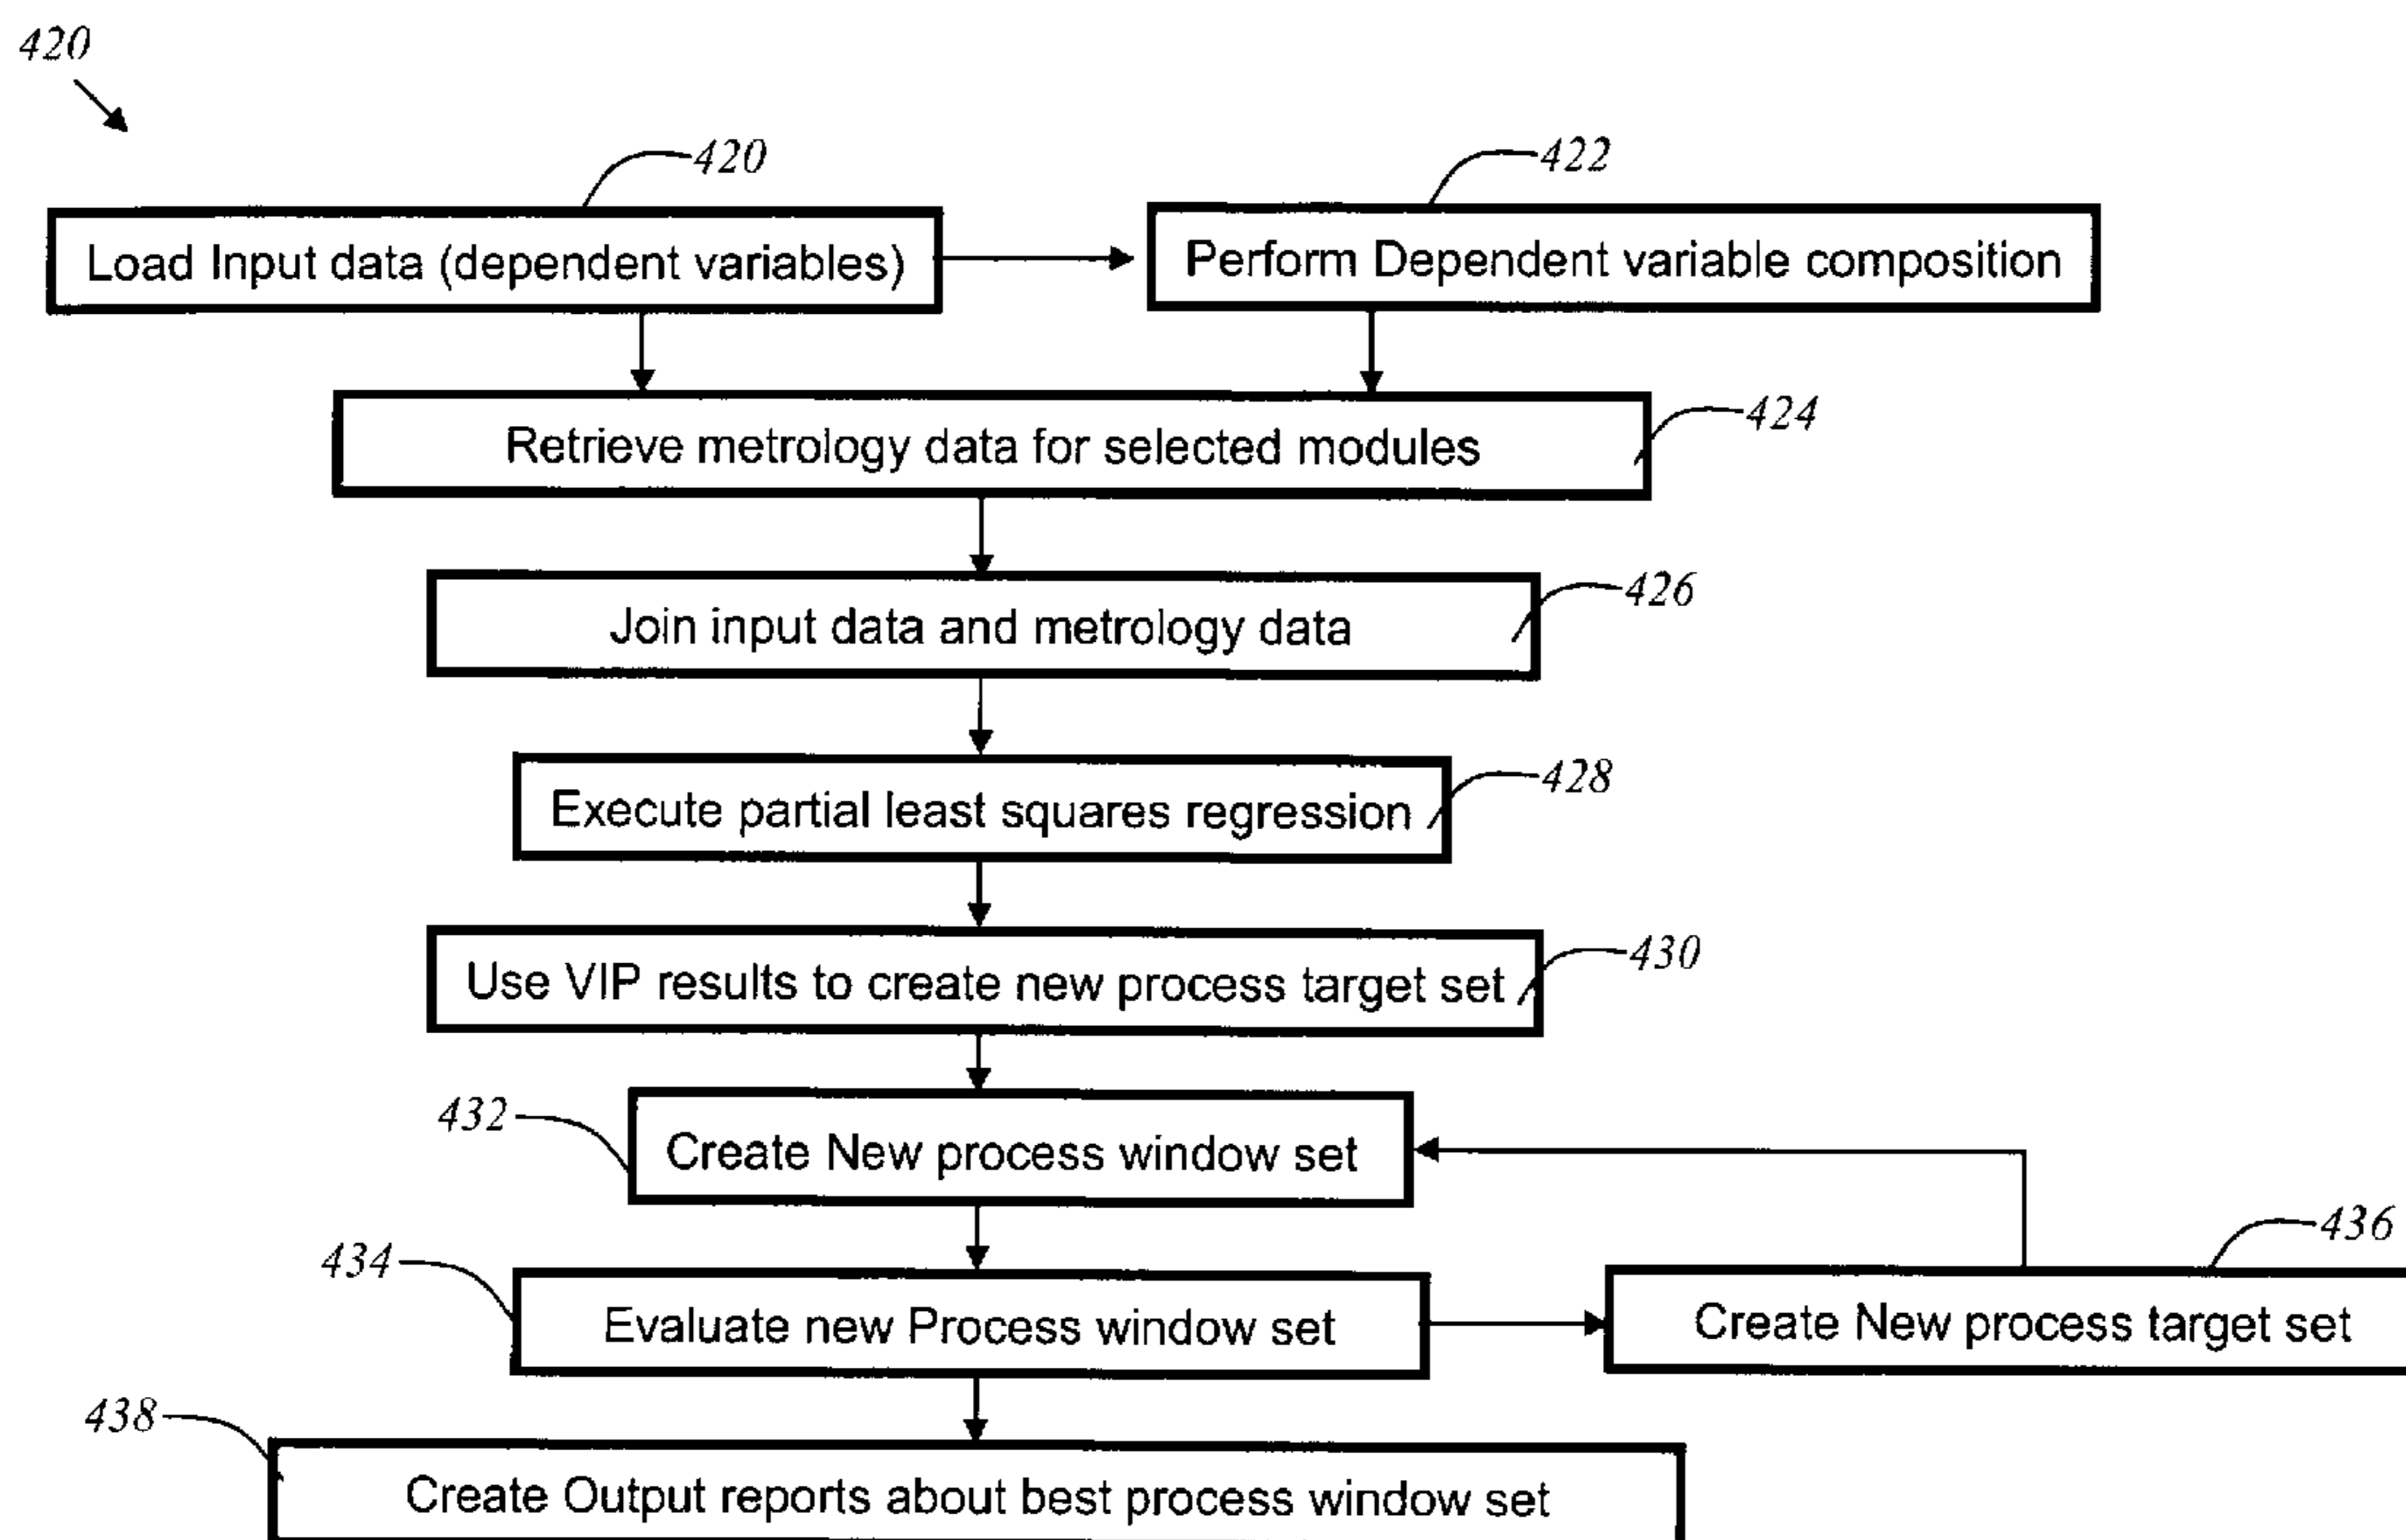 420
420
422
Load Input data (dependent variables)
Perform Dependent variable composition
424
Retrieve metrology data for selected modules
426
Join input data and metrology data
428
Execute partial least squares regression
430
Use VIP results to create new process target set
432
Create New process window set
436
434
Evaluate new Process window set
Create New process target set
438
Create Output reports about best process window set